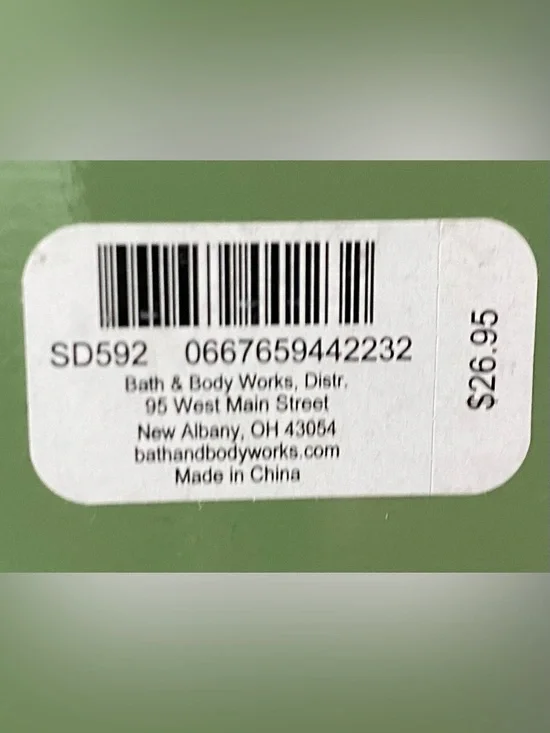 SD592 0667659442232
Bath & Body Works, Distr.
95 West Main Street
New Albany, OH 43054
bathandbodyworks.com
Made in China
$26.95